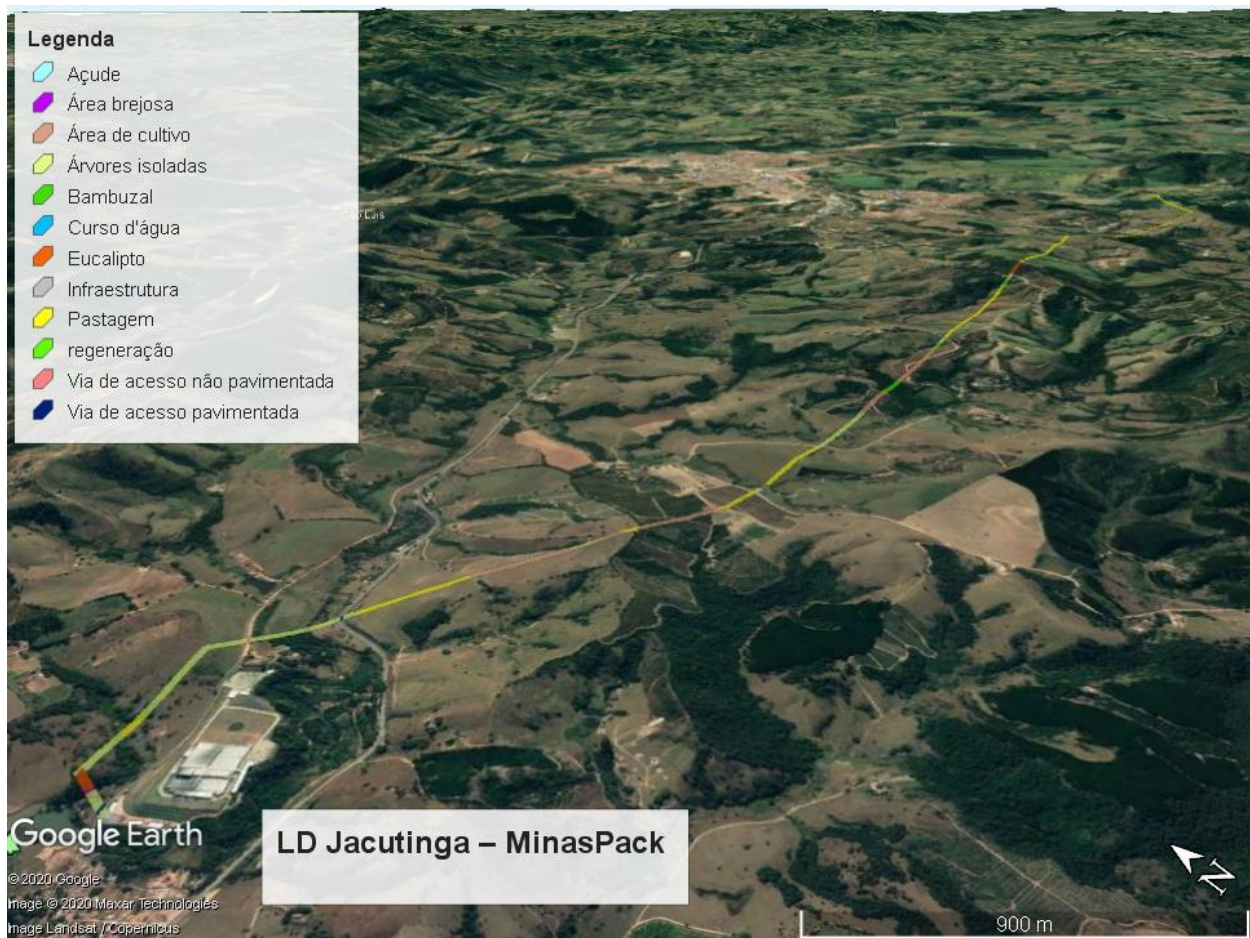 Legenda
Açude
Área brejosa
Área de cultivo
Árvores isoladas
Bambuzal
Curso d'água
Eucalipto
Infraestrutura
Pastagem
regeneração
Via de acesso não pavimentada
Via de acesso pavimentada
Google Earth
LD Jacutinga – MinasPack
© 2020 Google
mage © 2020 Maxar Technologies
mage Landsat / Copernicus
N
900 m